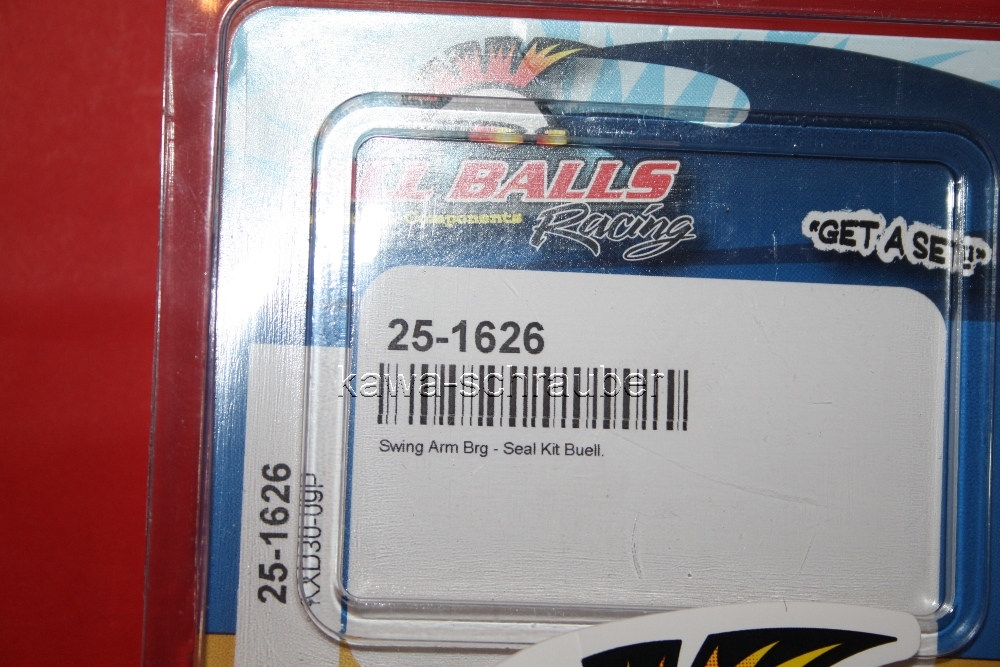 LL BALLS
Components
Racing
"GET A SET!"
25-1626
kawa-schrauber
Swing Arm Brg - Seal Kit Buell.
25-1626